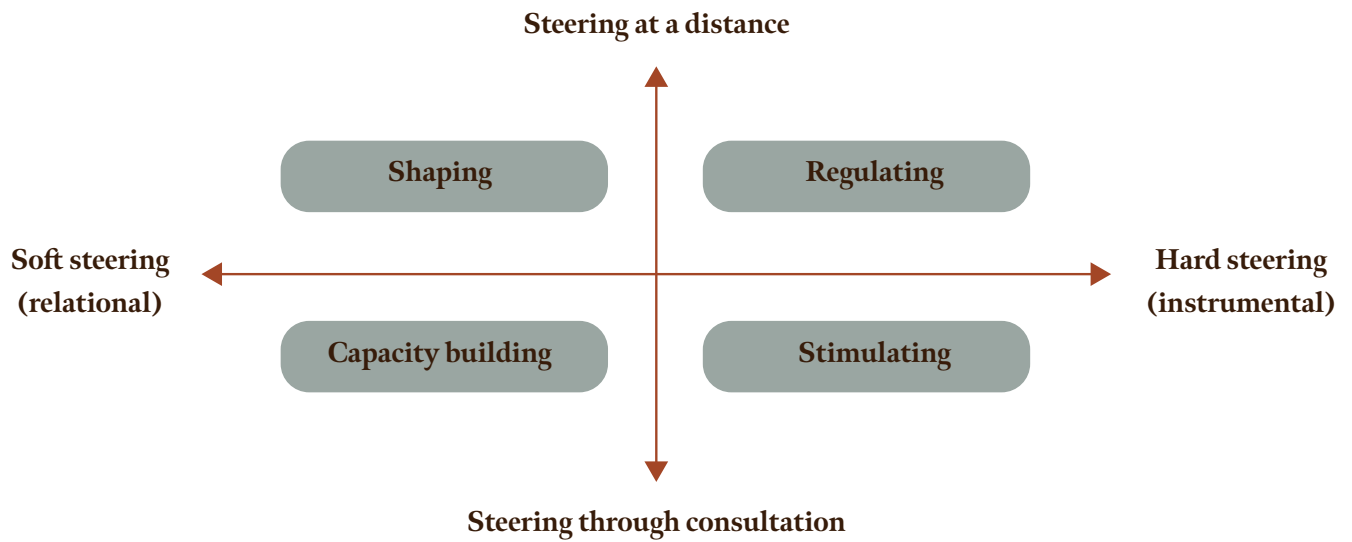 Steering at a distance
Shaping
Regulating
Soft steering
(relational)
Hard steering
(instrumental)
Capacity building
Stimulating
Steering through consultation